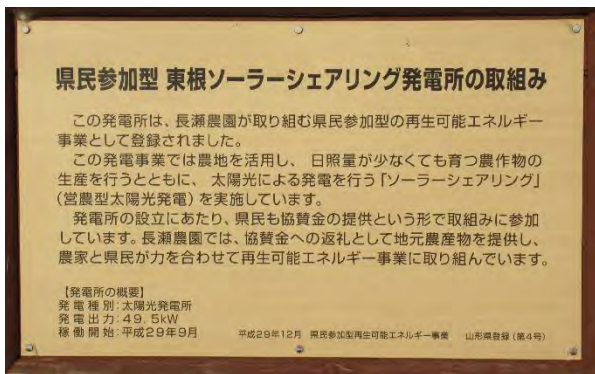 県民参加型 東根ソーラーシェアリング発電所の取組み
この発電所は、長瀬農園が取り組む県民参加型の再生可能エネルギー
事業として登録されました。
この発電事業では農地を活用し、 日照量が少なくても育つ農作物の
生産を行うとともに、 太陽光による発電を行う「ソーラーシェアリング」
(営農型太陽光発電) を実施しています。
発電所の設立にあたり、県民も協賛金の提供という形で取組みに参加
しています。長瀬農園では、協賛金への返礼として地元農産物を提供し、
農家と県民が力を合わせて再生可能エネルギー事業に取り組んでいます。
【発電所の概要】
発電種別:太陽光発電所
発電出力:49.5kW
稼働開始:平成29年9月
平成29年12月 県民参加型再生可能エネルギー事業 山形県登録(第4号)